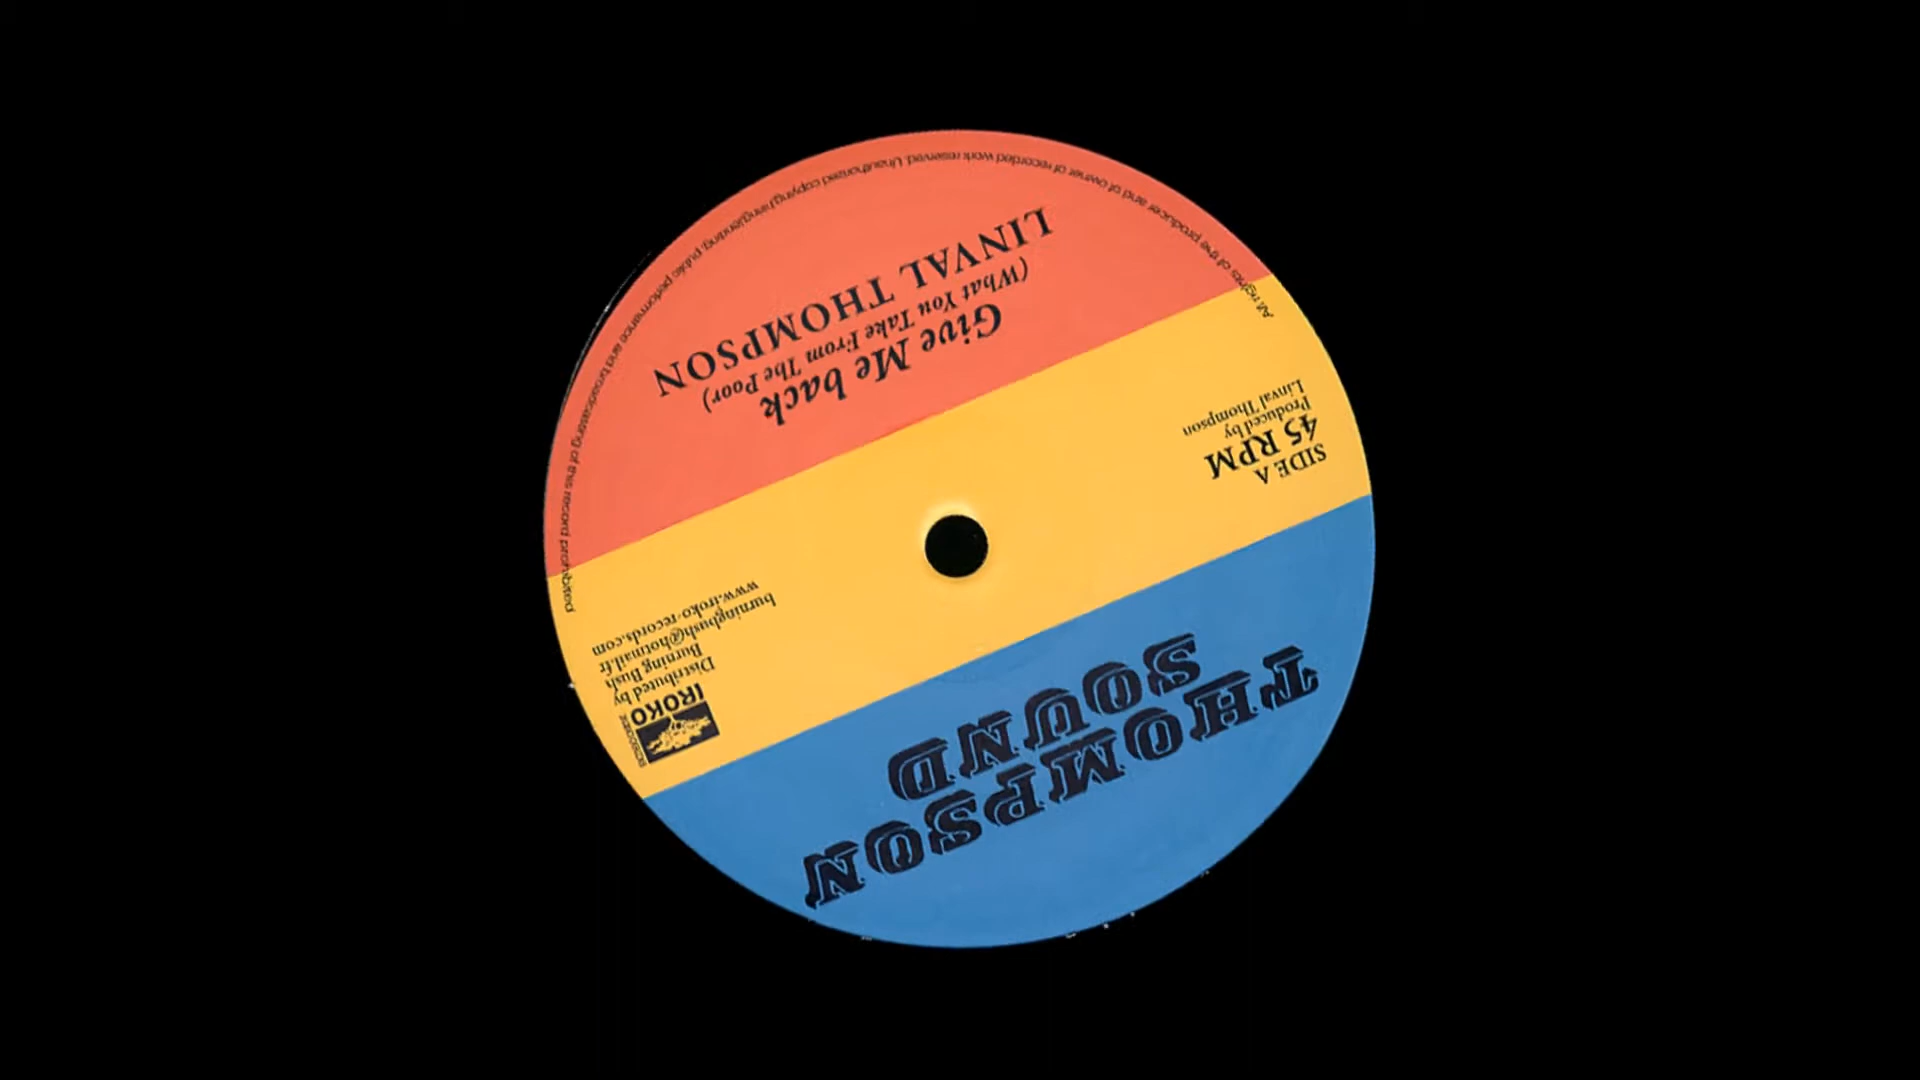 THOMPSON
SOUND
SIDE A
45 RPM
Produced by
Linval Thompson
IROKO
Distributed by
Burning Bush
burningbush@hotmail.fr
www.iroko-records.com
Give Me back
(What You Take From The Poor)
LINVAL THOMPSON
All rights of the producer and of owner of recorded work reserved. Unauthorized copying, public performance and broadcasting of this record prohibited